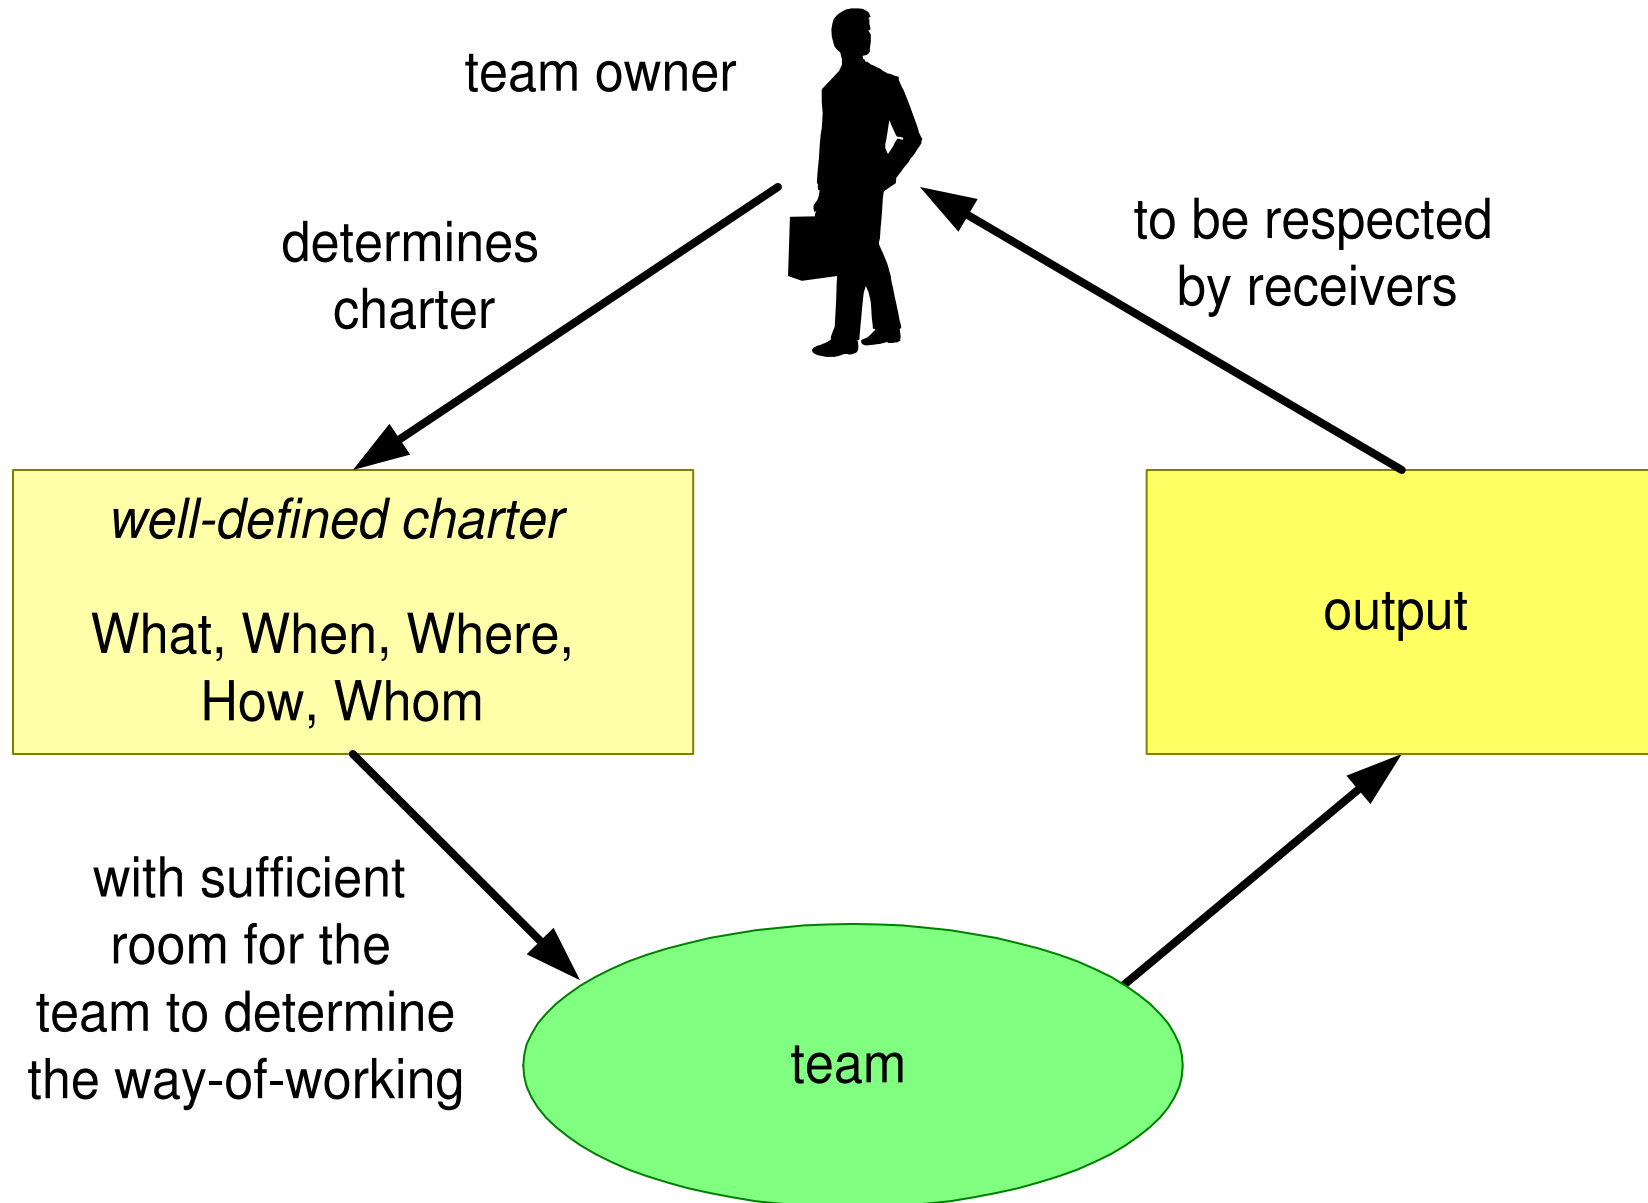 team owner
determines
charter
to be respected
by receivers
well-defined charter
What, When, Where,
How, Whom
output
with sufficient
room for the
team to determine
the way-of-working
team